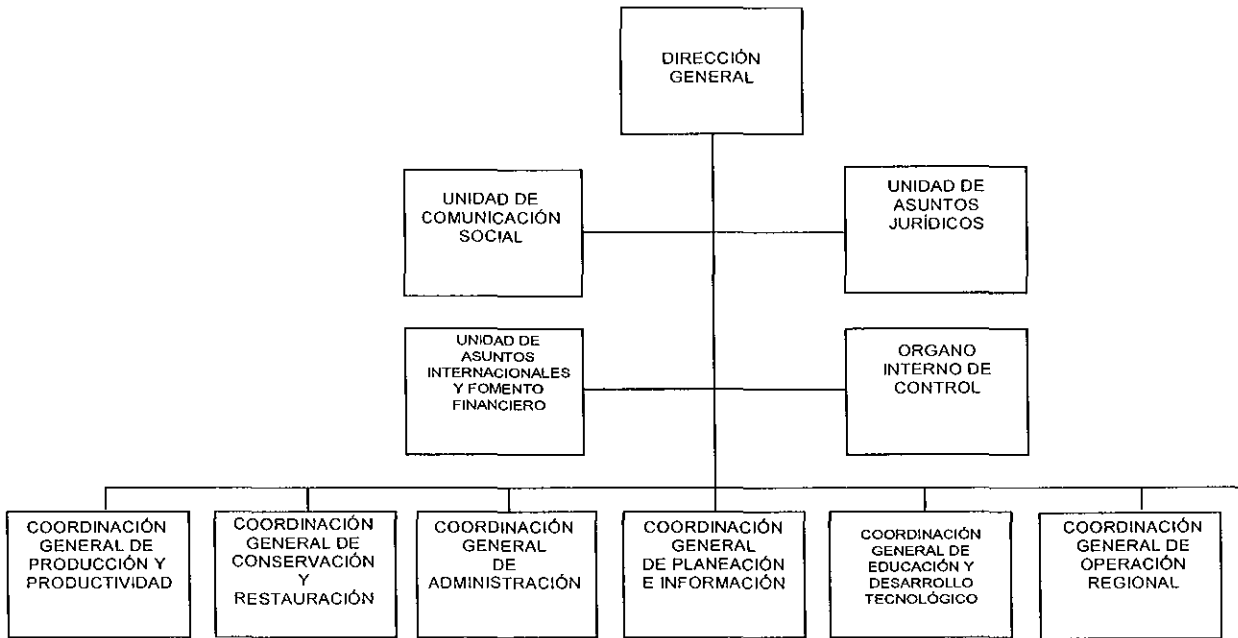 DIRECCIÓN
GENERAL
UNIDAD DE
COMUNICACIÓN
SOCIAL
UNIDAD DE
ASUNTOS
JURÍDICOS
UNIDAD DE
ASUNTOS
INTERNACIONALES
Y FOMENTO
FINANCIERO
ORGANO
INTERNO DE
CONTROL
COORDINACIÓN
GENERAL DE
PRODUCCIÓN Y
PRODUCTIVIDAD
COORDINACIÓN
GENERAL DE
CONSERVACIÓN
Y
RESTAURACIÓN
COORDINACIÓN
GENERAL
DE
ADMINISTRACIÓN
COORDINACIÓN
GENERAL
DE PLANEACIÓN
E INFORMACIÓN
COORDINACIÓN
GENERAL DE
EDUCACIÓN Y
DESARROLLO
TECNOLÓGICO
COORDINACIÓN
GENERAL DE
OPERACIÓN
REGIONAL